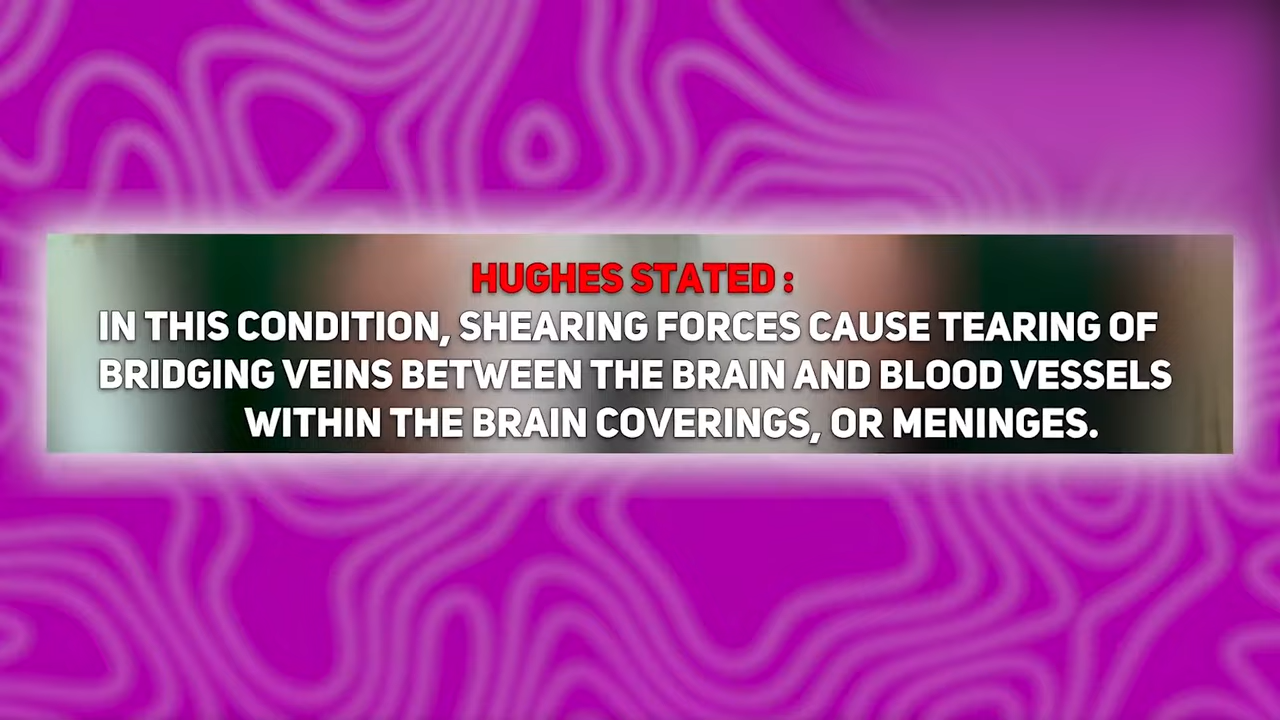 HUGHES STATED :
IN THIS CONDITION, SHEARING FORCES CAUSE TEARING OF
BRIDGING VEINS BETWEEN THE BRAIN AND BLOOD VESSELS
WITHIN THE BRAIN COVERINGS, OR MENINGES.